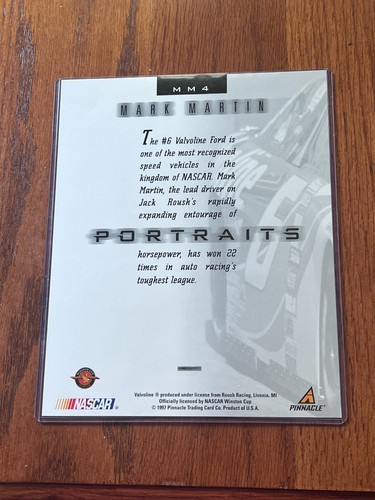 MM4
MARK MARTIN
The #6 Valvoline Ford is
one of the most recognized
speed vehicles in the
kingdom of NASCAR. Mark
Martin, the lead driver on
Jack Roush's rapidly
expanding entourage of
PORTRAITS
horsepower, has won 22
times in auto racing's
toughest league.
Valvoline ® produced under license from Roush Racing, Livonia, MI
Officially licensed by NASCAR Winston Cup
© 1997 Pinnacle Trading Card Co. Product of U.S.A.
NASCAR®
PINNACLE